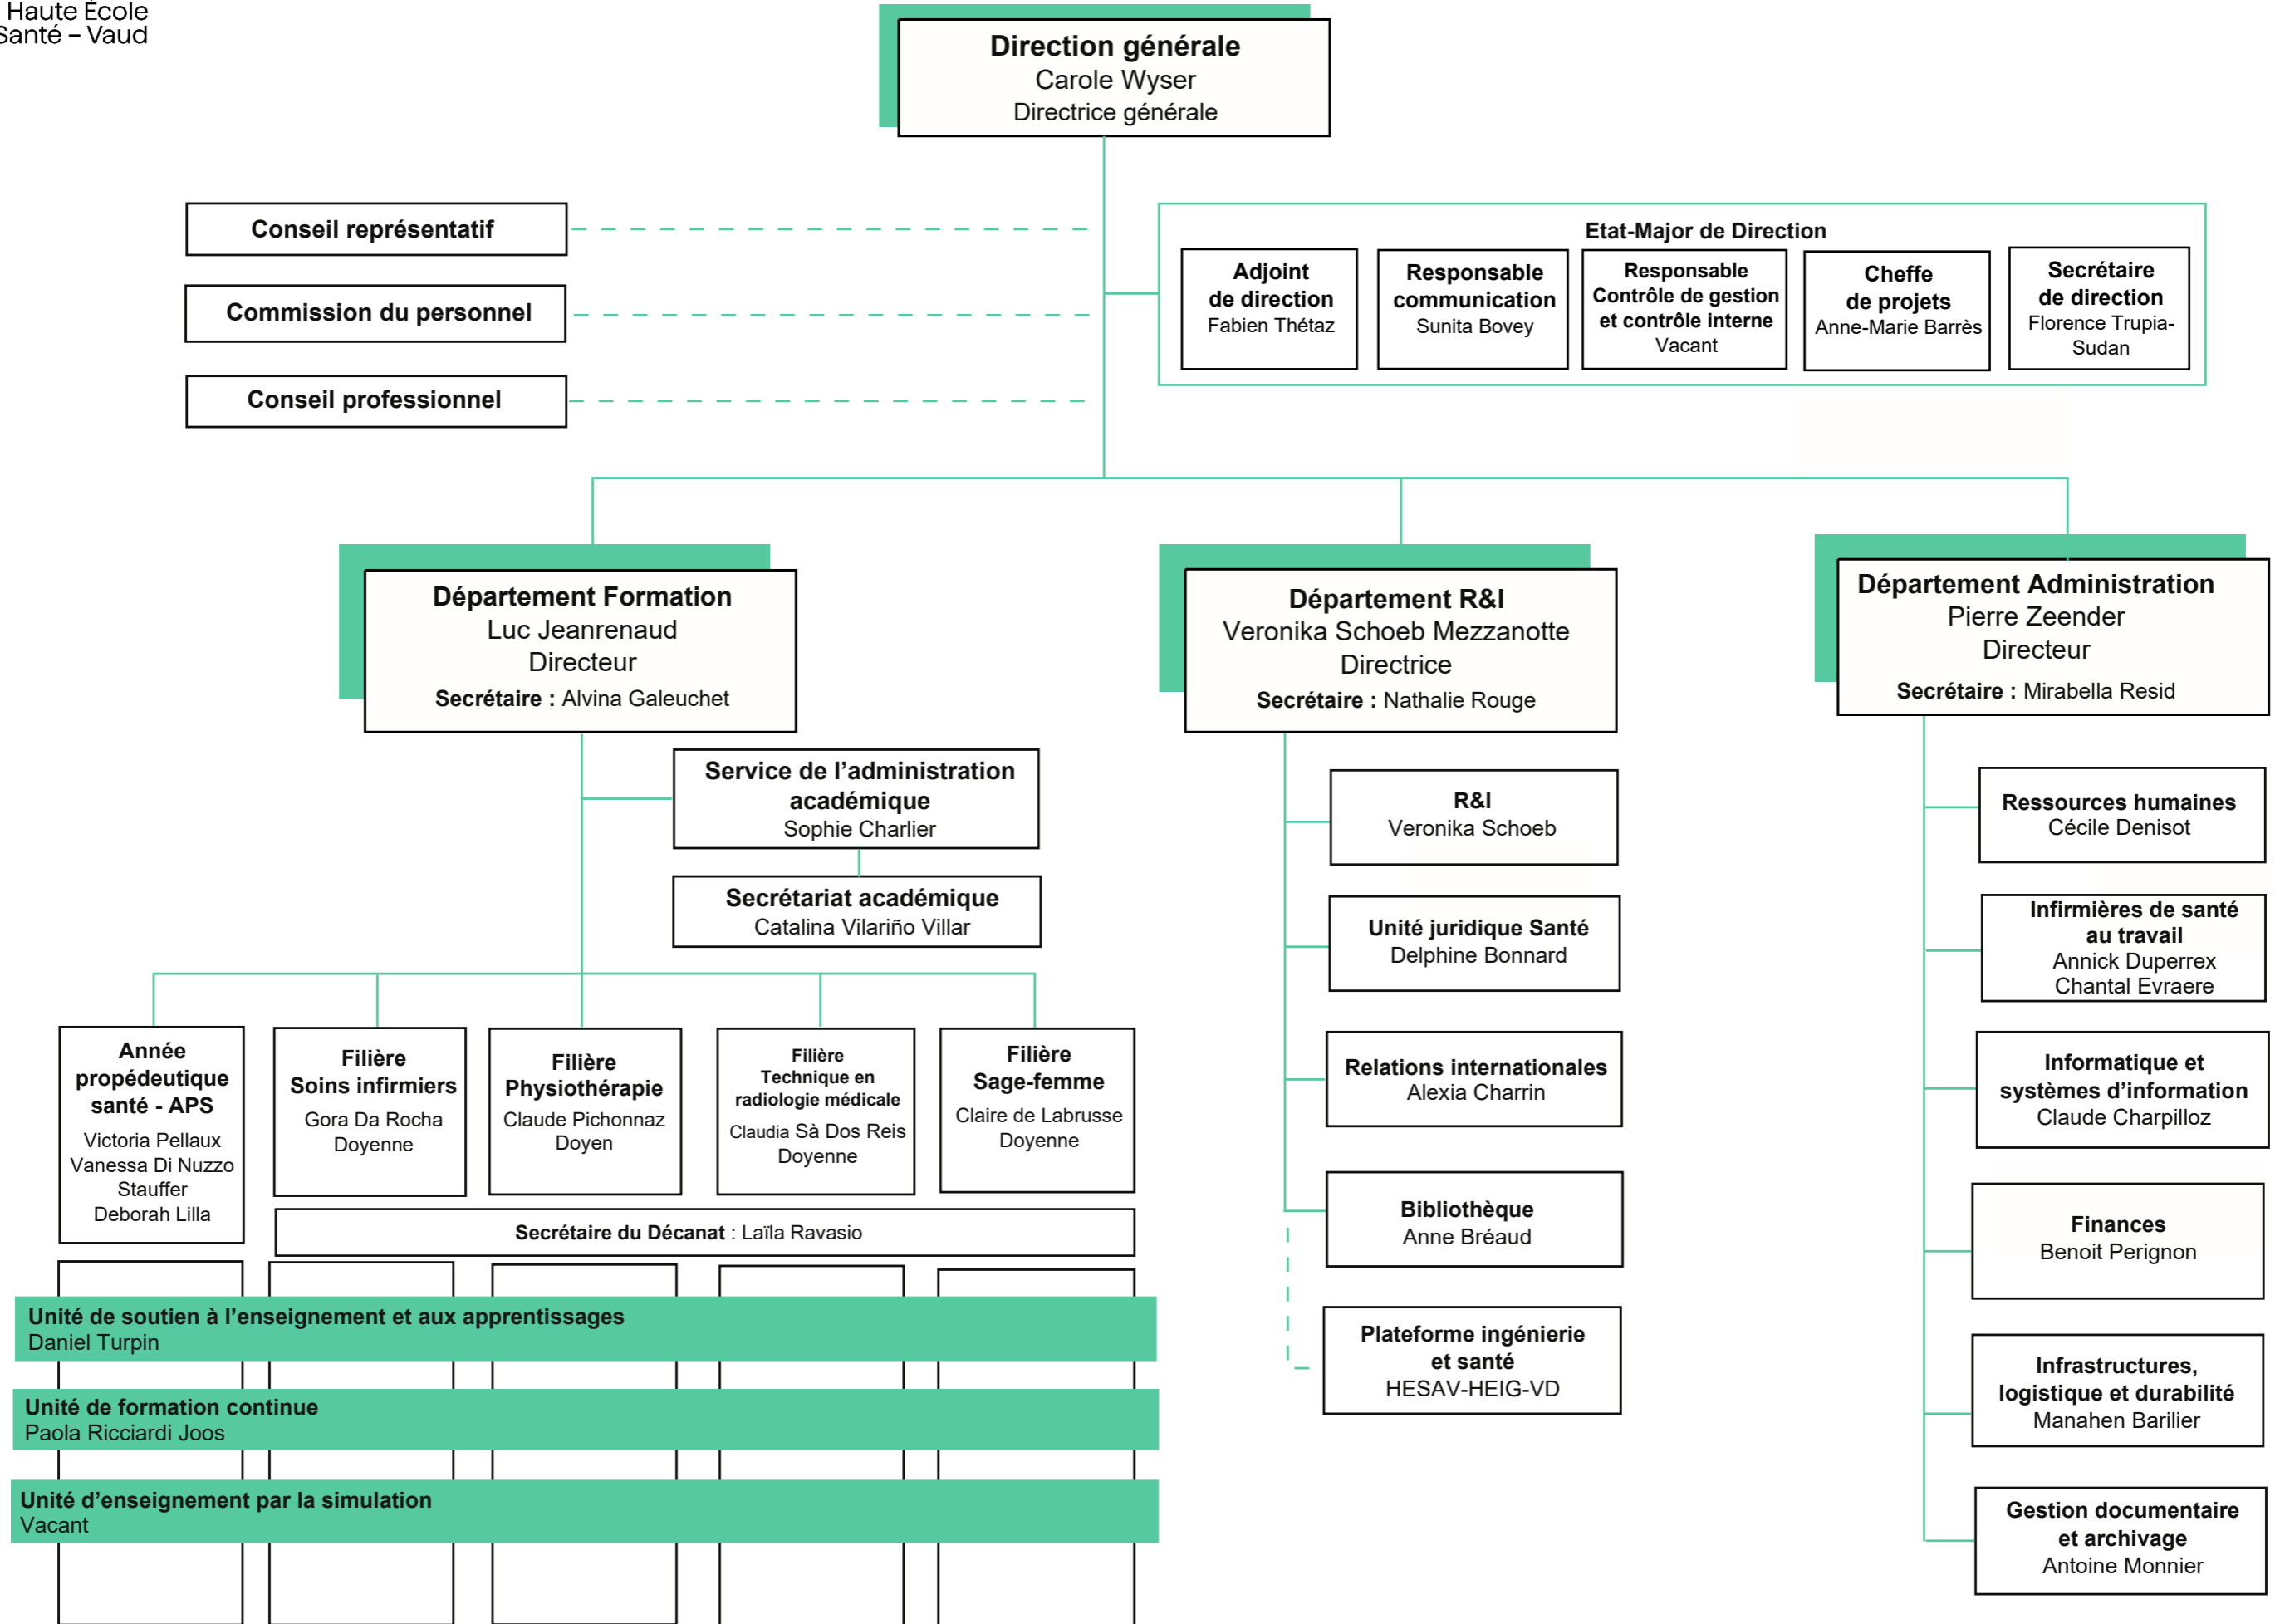 Haute École
Santé – Vaud
Direction générale
Carole Wyser
Directrice générale
Conseil représentatif
Commission du personnel
Conseil professionnel
Etat-Major de Direction
Adjoint
de direction
Fabien Thétaz
Responsable
communication
Sunita Bovey
Responsable
Contrôle de gestion
et contrôle interne
Vacant
Cheffe
de projets
Anne-Marie Barrès
Secrétaire
de direction
Florence Trupia-
Sudan
Département Formation
Luc Jeanrenaud
Directeur
Secrétaire : Alvina Galeuchet
Département R&I
Veronika Schoeb Mezzanotte
Directrice
Secrétaire : Nathalie Rouge
Département Administration
Pierre Zeender
Directeur
Secrétaire : Mirabella Resid
Service de l’administration
académique
Sophie Charlier
Secrétariat académique
Catalina Vilariño Villar
Année
propédeutique
santé - APS
Victoria Pellaux
Vanessa Di Nuzzo
Stauffer
Deborah Lilla
Filière
Soins infirmiers
Gora Da Rocha
Doyenne
Filière
Physiothérapie
Claude Pichonnaz
Doyen
Filière
Technique en
radiologie médicale
Claudia Sà Dos Reis
Doyenne
Filière
Sage-femme
Claire de Labrusse
Doyenne
Secrétaire du Décanat : Laïla Ravasio
Unité de soutien à l’enseignement et aux apprentissages
Daniel Turpin
Unité de formation continue
Paola Ricciardi Joos
Unité d’enseignement par la simulation
Vacant
R&I
Veronika Schoeb
Unité juridique Santé
Delphine Bonnard
Relations internationales
Alexia Charrin
Bibliothèque
Anne Bréaud
Plateforme ingénierie
et santé
HESAV-HEIG-VD
Ressources humaines
Cécile Denisot
Infirmières de santé
au travail
Annick Duperrex
Chantal Evraere
Informatique et
systèmes d’information
Claude Charpilloz
Finances
Benoit Perignon
Infrastructures,
logistique et durabilité
Manahen Barilier
Gestion documentaire
et archivage
Antoine Monnier